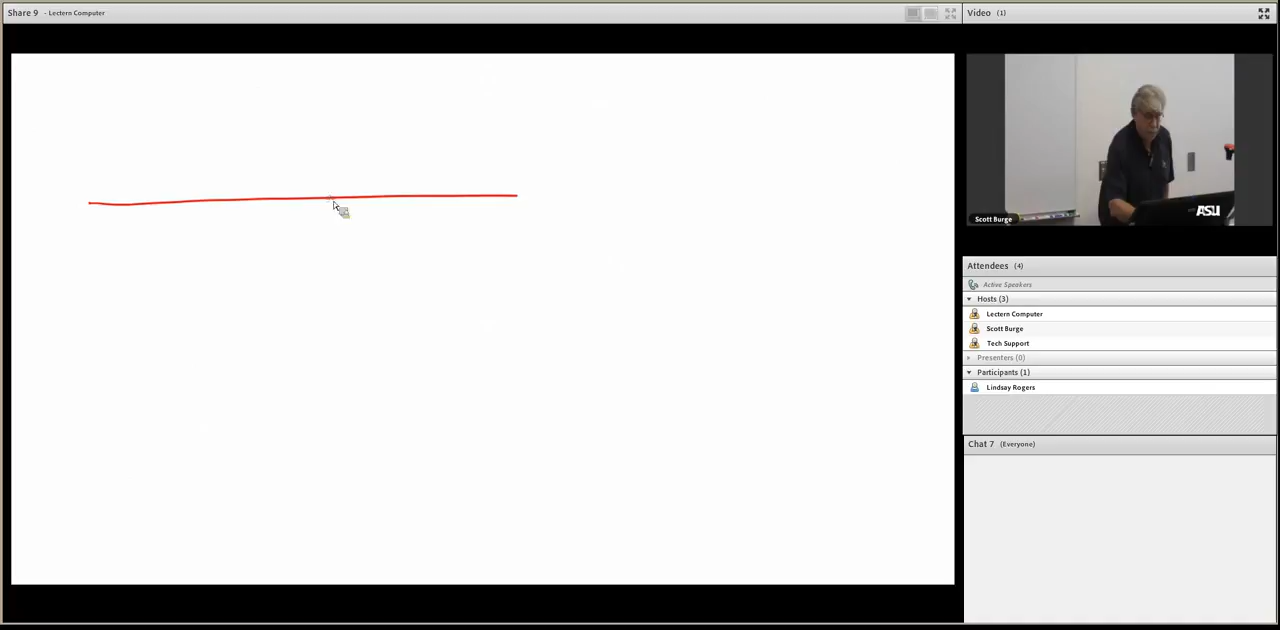 Share 9 - Lectern Computer
Video (1)
Scott Burge
ASU
Attendees (4)
Active Speakers
Hosts (3)
Lectern Computer
Scott Burge
Tech Support
Presenters (0)
Participants (1)
Lindsay Rogers
Chat 7 (Everyone)